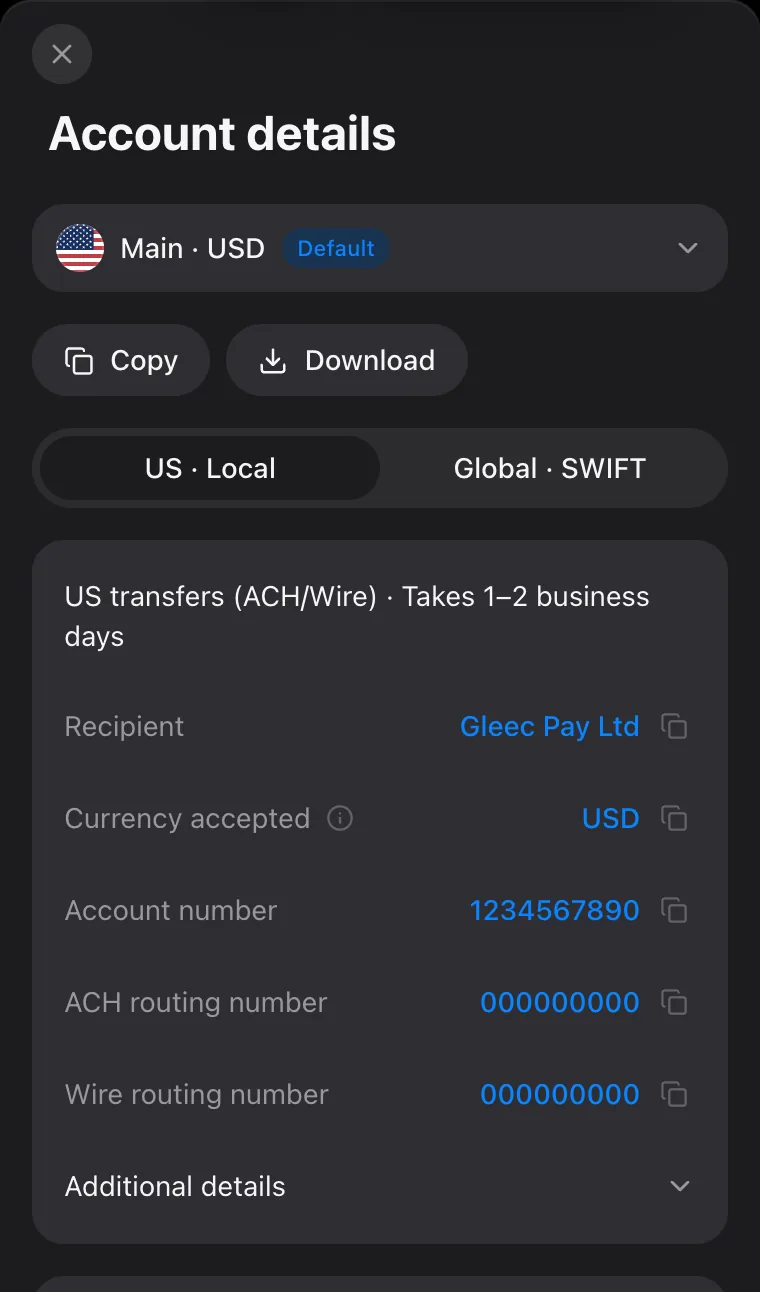 Account details
Main · USD Default
Copy Download
US · Local Global · SWIFT
US transfers (ACH/Wire) · Takes 1–2 business
days
Recipient Gleec Pay Ltd
Currency accepted USD
Account number 1234567890
ACH routing number 000000000
Wire routing number 000000000
Additional details